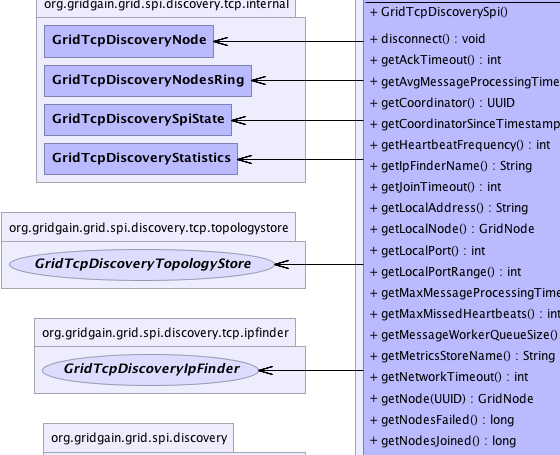 org.gridgain.grid.spi.discovery.tcp.internal
GridTcpDiscoveryNode
GridTcpDiscoveryNodesRing
GridTcpDiscoverySpiState
GridTcpDiscoveryStatistics
org.gridgain.grid.spi.discovery.tcp.topologystore
GridTcpDiscoveryTopologyStore
org.gridgain.grid.spi.discovery.tcp.ipfinder
GridTcpDiscoveryIpFinder
org.gridgain.grid.spi.discovery
+ GridTcpDiscoverySpi()
+ disconnect() : void
+ getAckTimeout() : int
+ getAvgMessageProcessingTime
+ getCoordinator() : UUID
+ getCoordinatorSinceTimestamp
+ getHeartbeatFrequency() : int
+ getIpFinderName() : String
+ getJoinTimeout() : int
+ getLocalAddress() : String
+ getLocalNode() : GridNode
+ getLocalPort() : int
+ getLocalPortRange() : int
+ getMaxMessageProcessingTime
+ getMaxMissedHeartbeats() : int
+ getMessageWorkerQueueSize()
+ getMetricsStoreName() : String
+ getNetworkTimeout() : int
+ getNode(UUID) : GridNode
+ getNodesFailed() : long
+ getNodesJoined() : long